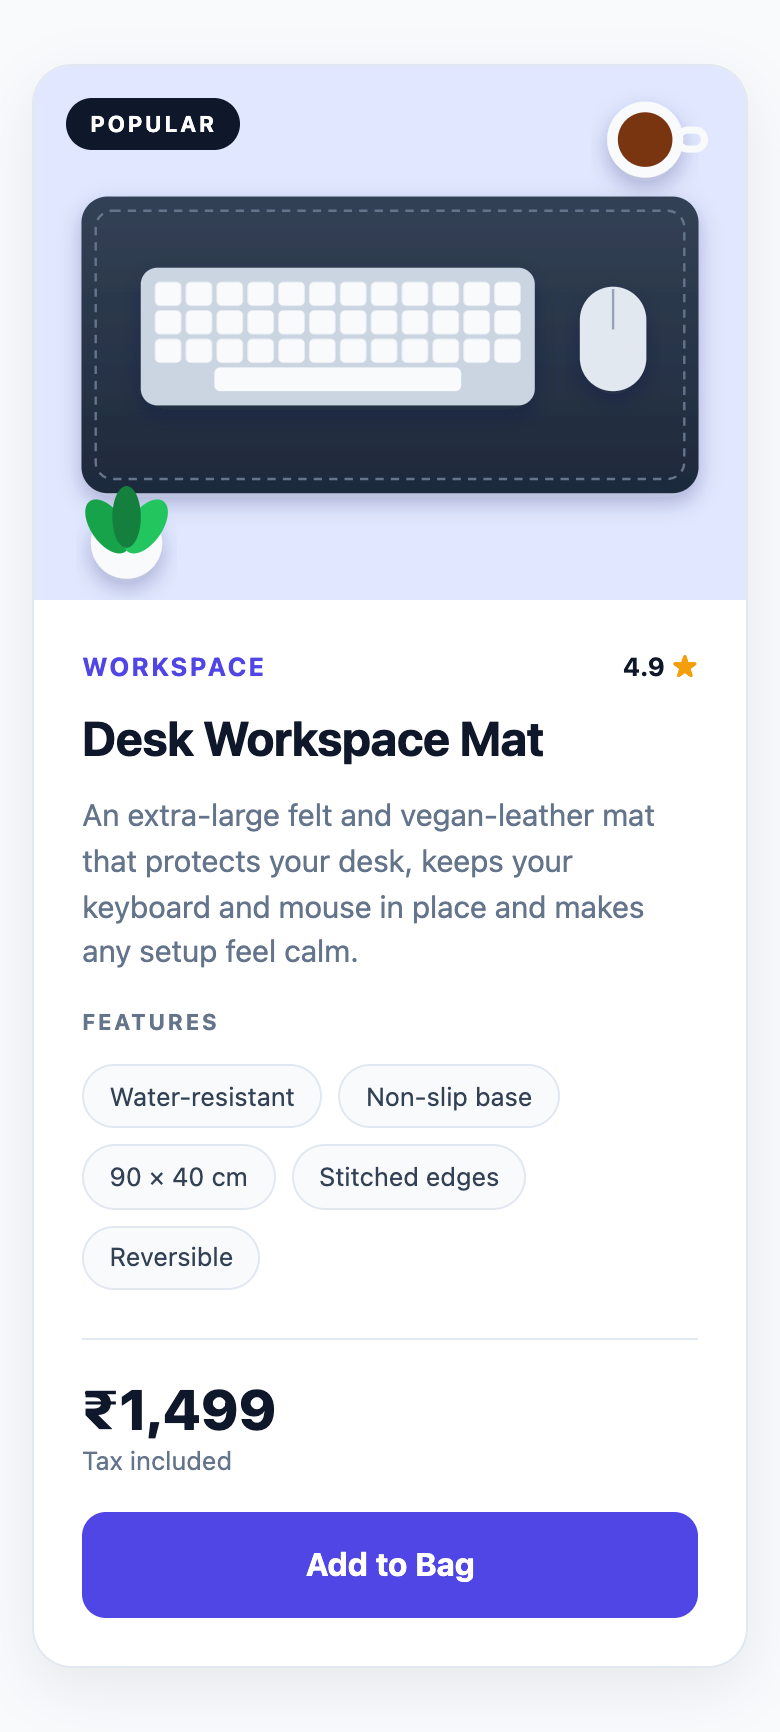 POPULAR
WORKSPACE
4.9
Desk Workspace Mat
An extra-large felt and vegan-leather mat
that protects your desk, keeps your
keyboard and mouse in place and makes
any setup feel calm.
FEATURES
Water-resistant
Non-slip base
90 × 40 cm
Stitched edges
Reversible
₹1,499
Tax included
Add to Bag